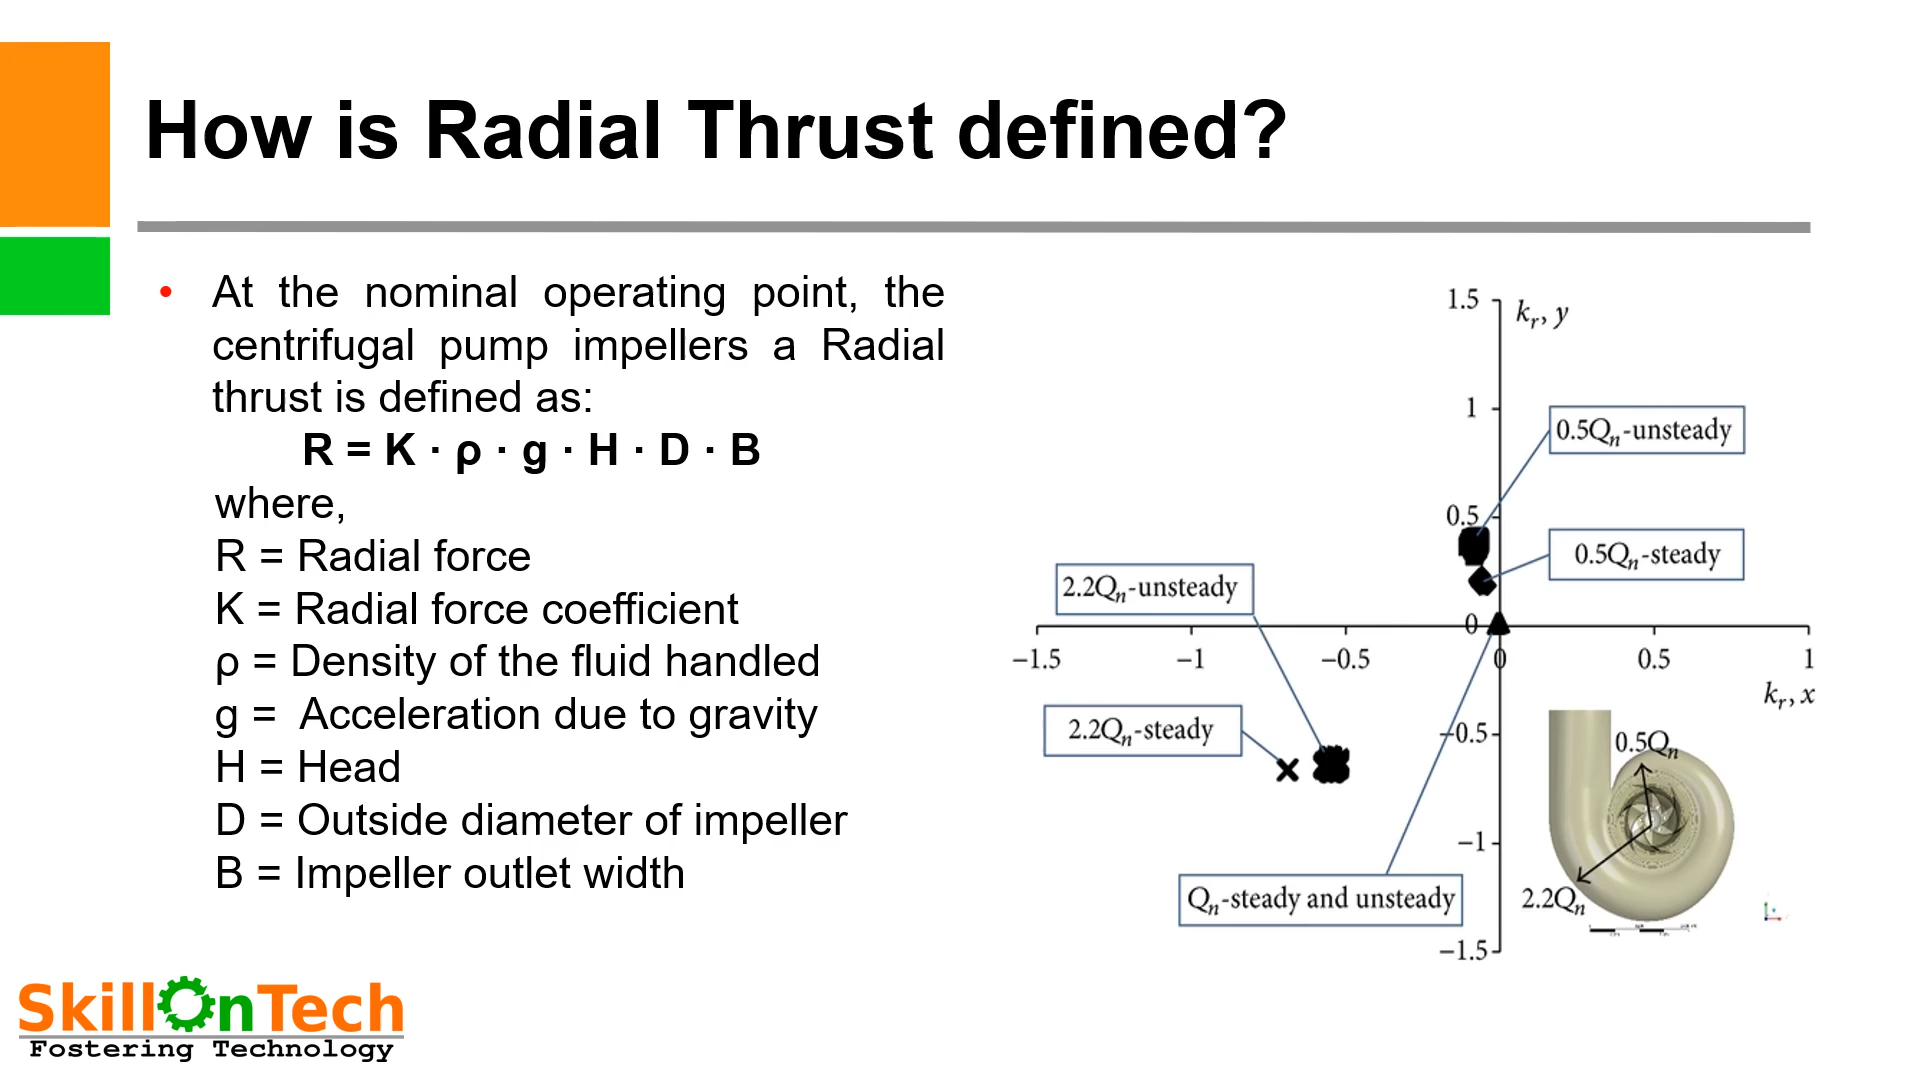 How is Radial Thrust defined?
• At the nominal operating point, the
centrifugal pump impellers a Radial
thrust is defined as:
R = K · ρ · g · H · D · B
where,
R = Radial force
K = Radial force coefficient
ρ = Density of the fluid handled
g = Acceleration due to gravity
H = Head
D = Outside diameter of impeller
B = Impeller outlet width
1.5
kr, y
1
0.5Qn-unsteady
0.5
0.5Qn-steady
2.2Qn-unsteady
0
−1.5 −1 −0.5 0 0.5 1
kr, x
2.2Qn-steady
−0.5
0.5Qn
−1
2.2Qn
Qn-steady and unsteady
−1.5
SkillOnTech
Fostering Technology